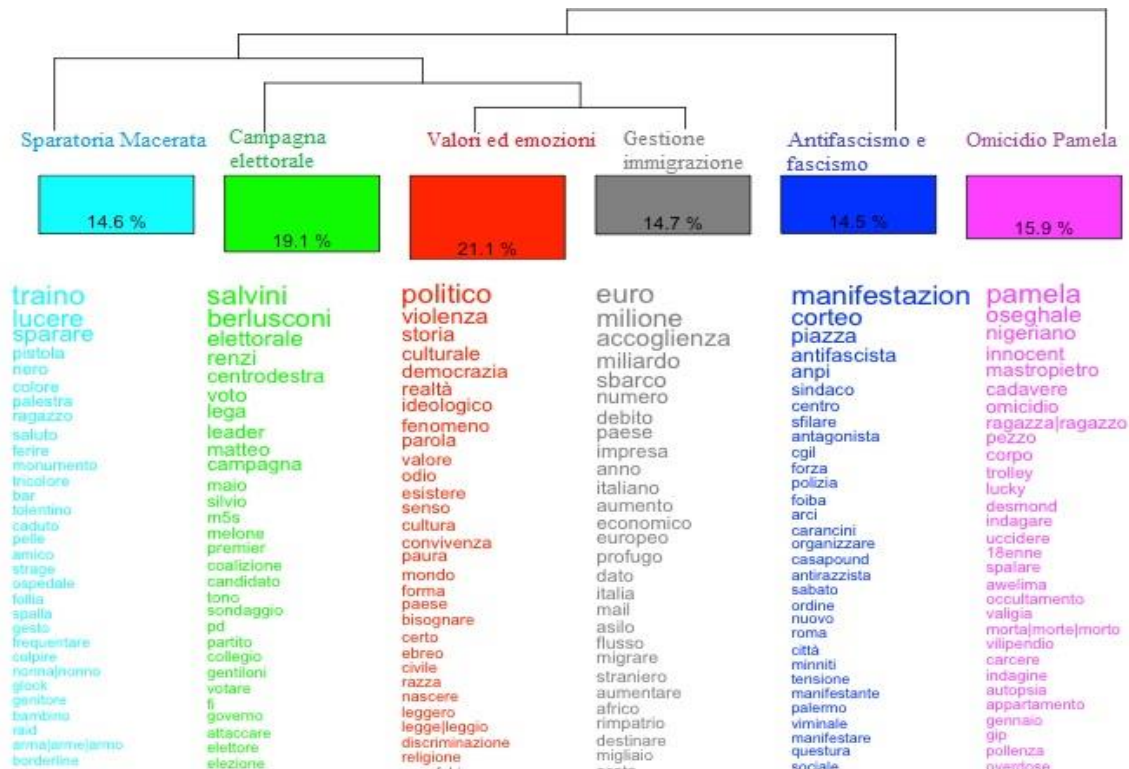 Sparatoria Macerata
Campagna
elettorale
Valori ed emozioni
Gestione
immigrazione
Antifascismo e
fascismo
Omicidio Pamela
14.6 %
19.1 %
21.1 %
14.7 %
14.5 %
15.9 %
traino
lucere
sparare
pistola
nero
colore
palestra
ragazzo
saluto
ferire
monumento
tricolore
bar
tolentino
caduto
pelle
amico
strage
ospedale
follia
spalla
gesto
frequentare
colpire
nonna|nonno
glock
genitore
bambino
raid
arma|arme|armo
borderline
salvini
berlusconi
elettorale
renzi
centrodestra
voto
lega
leader
matteo
campagna
maio
silvio
m5s
melone
premier
coalizione
candidato
tono
sondaggio
pd
partito
collegio
gentiloni
votare
fi
governo
attaccare
elettore
elezione
politico
violenza
storia
culturale
democrazia
realtà
ideologico
fenomeno
parola
valore
odio
esistere
senso
cultura
convivenza
paura
mondo
forma
paese
bisognare
certo
ebreo
civile
razza
nascere
leggero
legge|leggio
discriminazione
religione
euro
milione
accoglienza
miliardo
sbarco
numero
debito
paese
impresa
anno
italiano
aumento
economico
europeo
profugo
dato
italia
mail
asilo
flusso
migrare
straniero
aumentare
africo
rimpatrio
destinare
migliaio
manifestazion
corteo
piazza
antifascista
anpi
sindaco
centro
sfilare
antagonista
cgil
forza
polizia
foiba
arci
carancini
organizzare
casapound
antirazzista
sabato
ordine
nuovo
roma
città
minniti
tensione
manifestante
palermo
viminale
manifestare
questura
sociale
pamela
oseghale
nigeriano
innocent
mastropietro
cadavere
omicidio
ragazza|ragazzo
pezzo
corpo
trolley
lucky
desmond
indagare
uccidere
18enne
spalare
awelima
occultamento
valigia
morta|morte|morto
vilipendio
carcere
indagine
autopsia
appartamento
gennaio
gip
pollenza
overdose